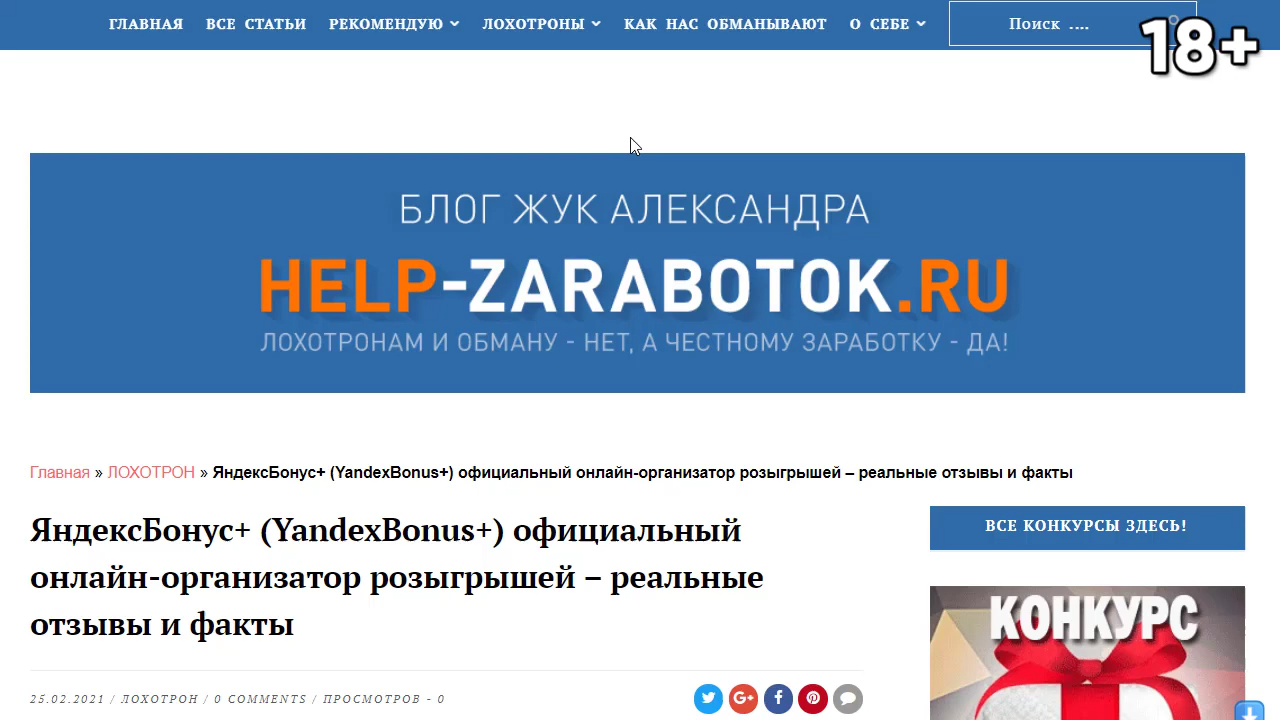 ГЛАВНАЯ ВСЕ СТАТЬИ РЕКОМЕНДУЮ ЛОХОТРОНЫ КАК НАС ОБМАНЫВАЮТ О СЕБЕ Поиск ....
18+
БЛОГ ЖУК АЛЕКСАНДРА
HELP-ZARABOTOK.RU
ЛОХОТРОНАМ И ОБМАНУ - НЕТ, А ЧЕСТНОМУ ЗАРАБОТКУ - ДА!
Главная » ЛОХОТРОН » ЯндексБонус+ (YandexBonus+) официальный онлайн-организатор розыгрышей – реальные отзывы и факты
ЯндексБонус+ (YandexBonus+) официальный
онлайн-организатор розыгрышей – реальные
отзывы и факты
25.02.2021 / ЛОХОТРОН / 0 COMMENTS / ПРОСМОТРОВ - 0
ВСЕ КОНКУРСЫ ЗДЕСЬ!
КОНКУРС